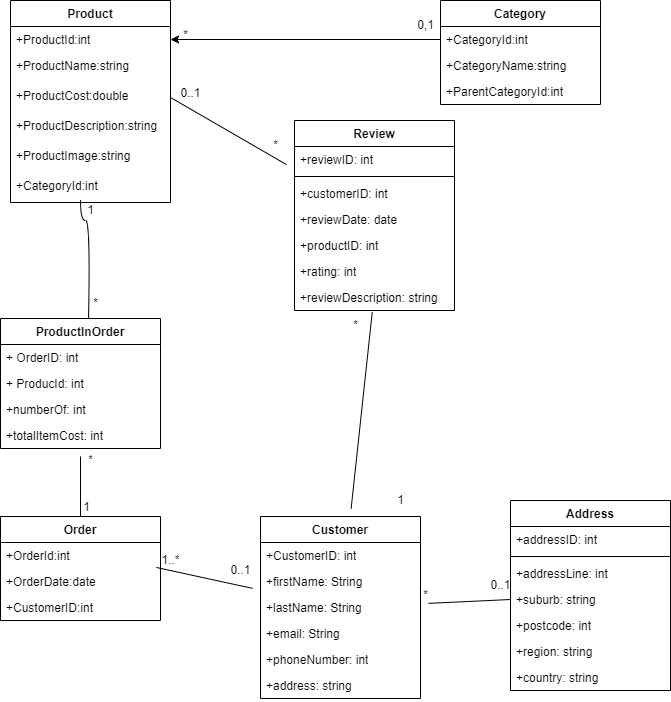 Product
+ProductId:int
+ProductName:string
+ProductCost:double
+ProductDescription:string
+ProductImage:string
+CategoryId:int
*
0,1
Category
+CategoryId:int
+CategoryName:string
+ParentCategoryId:int
0..1
*
Review
+reviewID: int
+customerID: int
+reviewDate: date
+productID: int
+rating: int
+reviewDescription: string
1
*
ProductInOrder
+ OrderID: int
+ ProducId: int
+numberOf: int
+totalItemCost: int
*
1
*
1
Order
+OrderId:int
+OrderDate:date
+CustomerID:int
1..*
0..1
Customer
+CustomerID: int
+firstName: String
+lastName: String
+email: String
+phoneNumber: int
+address: string
*
0..1
Address
+addressID: int
+addressLine: int
+suburb: string
+postcode: int
+region: string
+country: string